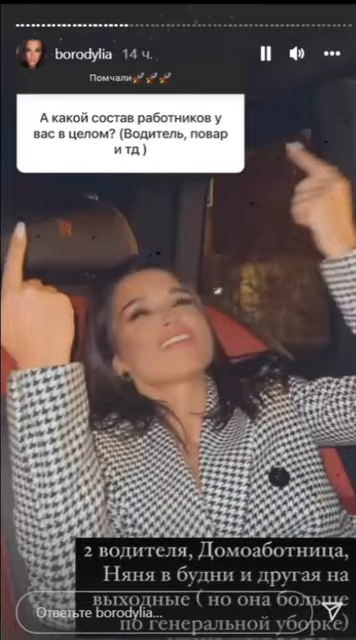 borodylia 14 ч.
Помчали🚀🚀🚀
А какой состав работников у
вас в целом? (Водитель, повар
и тд )
2 водителя, Домоаботница,
Няня в будни и другая на
выходные ( но она больше
по генеральной уборке)
Ответьте borodylia...